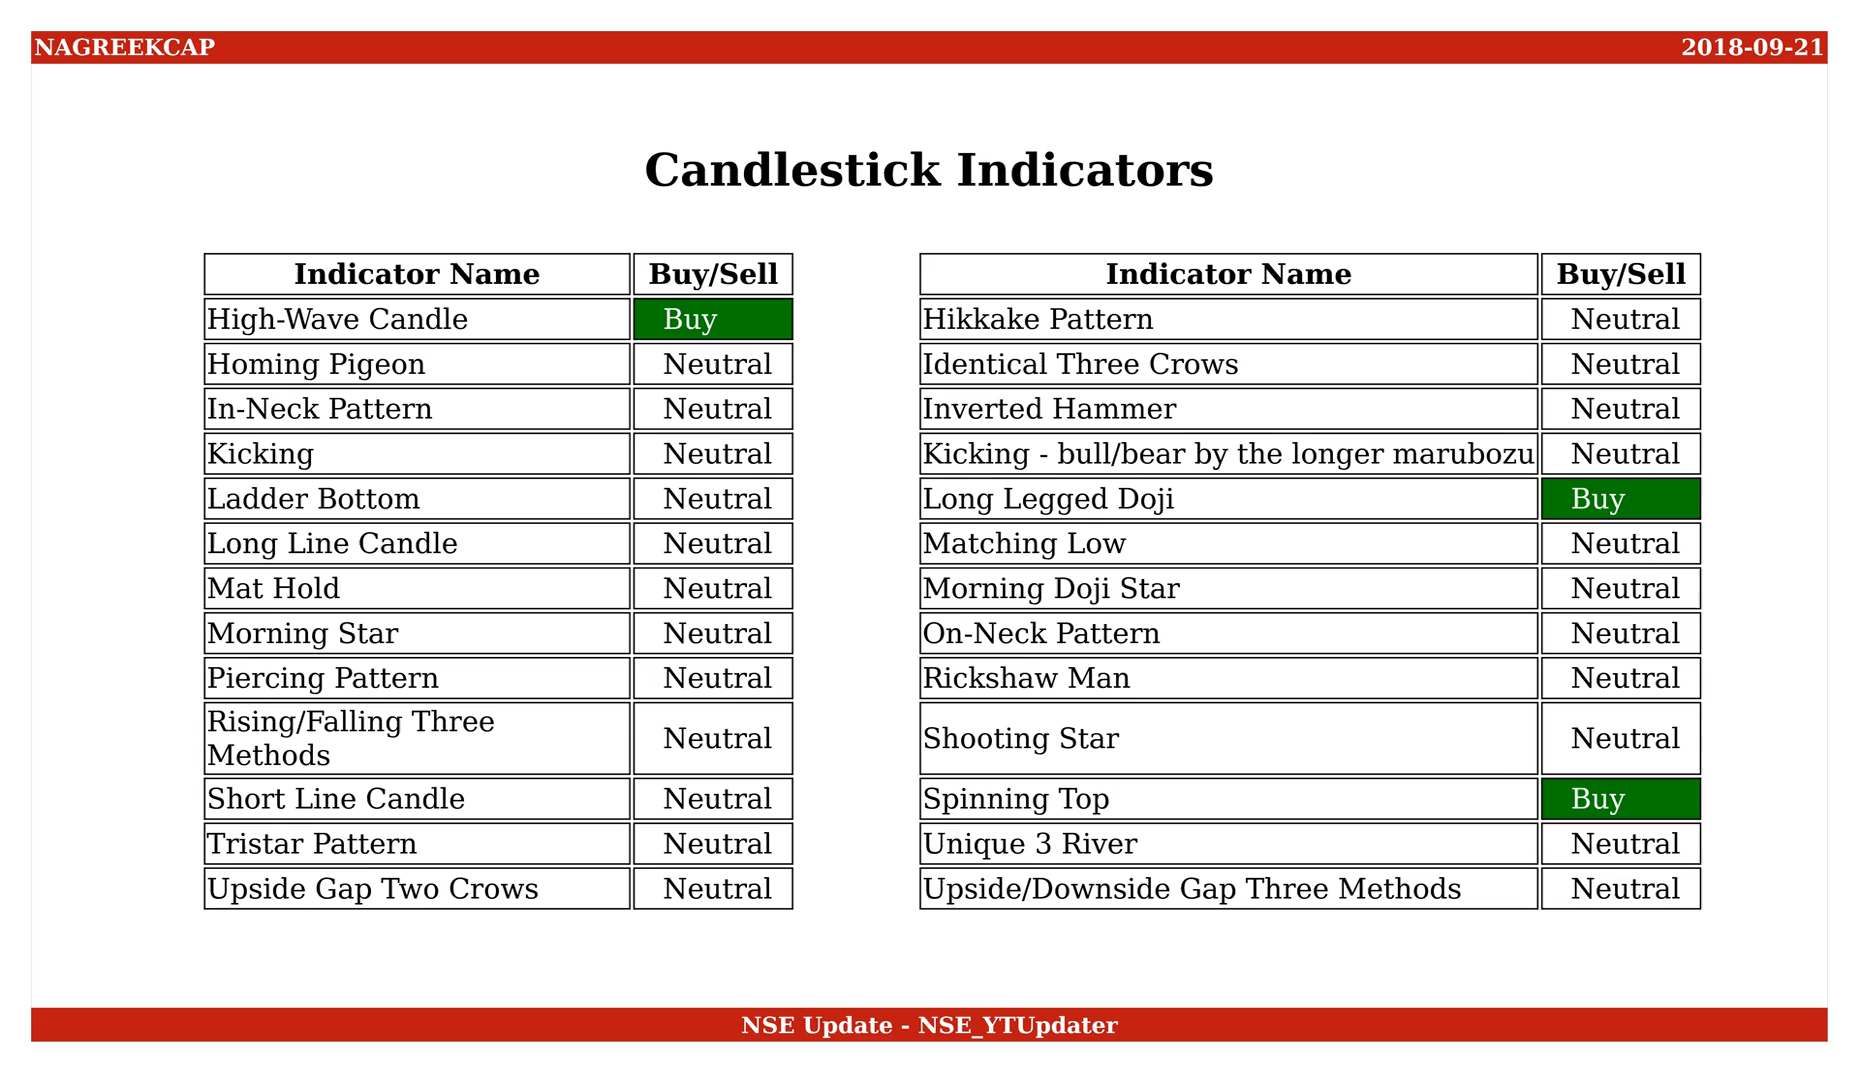 NAGREEKCAP 2018-09-21
Candlestick Indicators
Indicator Name Buy/Sell Indicator Name Buy/Sell
High-Wave Candle Buy Hikkake Pattern Neutral
Homing Pigeon Neutral Identical Three Crows Neutral
In-Neck Pattern Neutral Inverted Hammer Neutral
Kicking Neutral Kicking - bull/bear by the longer marubozu Neutral
Ladder Bottom Neutral Long Legged Doji Buy
Long Line Candle Neutral Matching Low Neutral
Mat Hold Neutral Morning Doji Star Neutral
Morning Star Neutral On-Neck Pattern Neutral
Piercing Pattern Neutral Rickshaw Man Neutral
Rising/Falling Three
Methods Neutral Shooting Star Neutral
Short Line Candle Neutral Spinning Top Buy
Tristar Pattern Neutral Unique 3 River Neutral
Upside Gap Two Crows Neutral Upside/Downside Gap Three Methods Neutral
NSE Update - NSE_YTUpdater